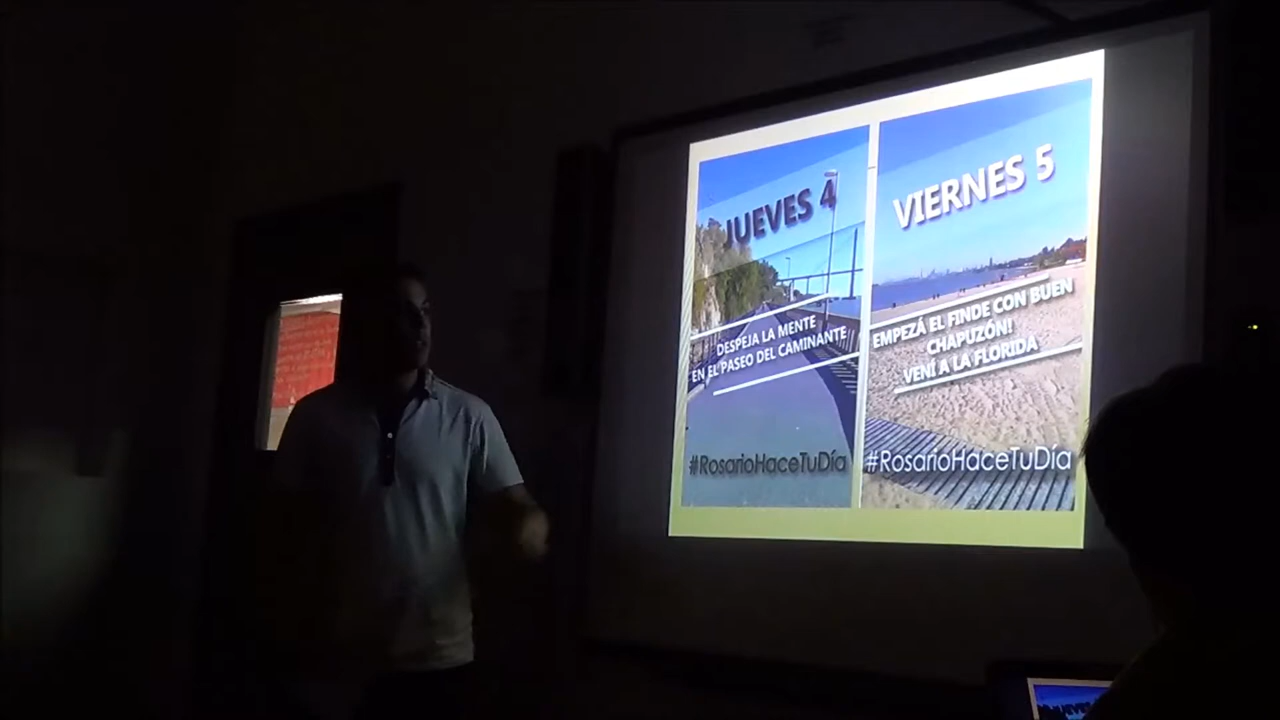 JUEVES 4
DESPEJA LA MENTE
EN EL PASEO DEL CAMINANTE
#RosarioHaceTuDía
VIERNES 5
EMPEZÁ EL FINDE CON BUEN
CHAPUZÓN!
VENÍ A LA FLORIDA
#RosarioHaceTuDía
JUEVES